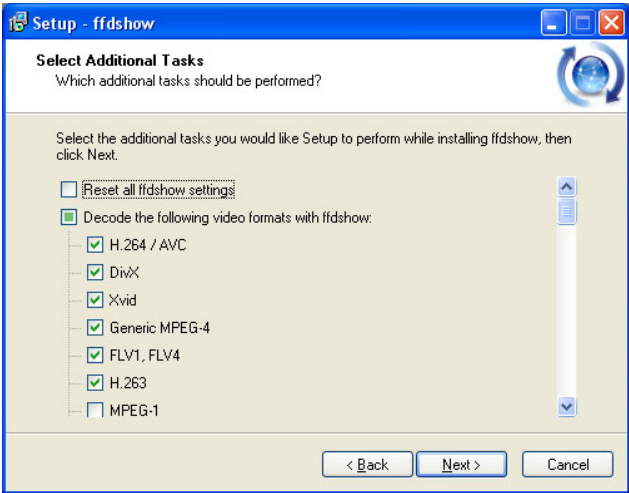 Setup - ffdshow
Select Additional Tasks
Which additional tasks should be performed?
Select the additional tasks you would like Setup to perform while installing ffdshow, then
click Next.
Reset all ffdshow settings
Decode the following video formats with ffdshow:
H.264 / AVC
DivX
Xvid
Generic MPEG-4
FLV1, FLV4
H.263
MPEG-1
< Back
Next >
Cancel